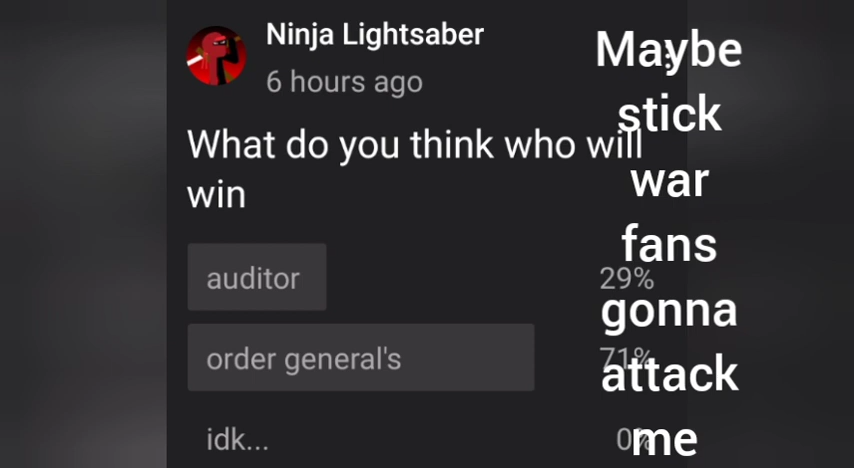 Ninja Lightsaber
6 hours ago
What do you think who will
win
auditor 29%
order general's 71%
idk... 0%
Maybe
stick
war
fans
gonna
attack
me